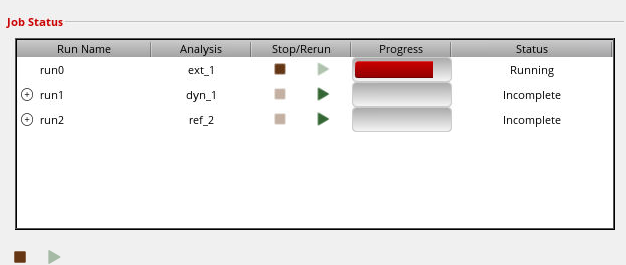 Job Status
Run Name Analysis Stop/Rerun Progress Status
run0 ext_1 Running
run1 dyn_1 Incomplete
run2 ref_2 Incomplete